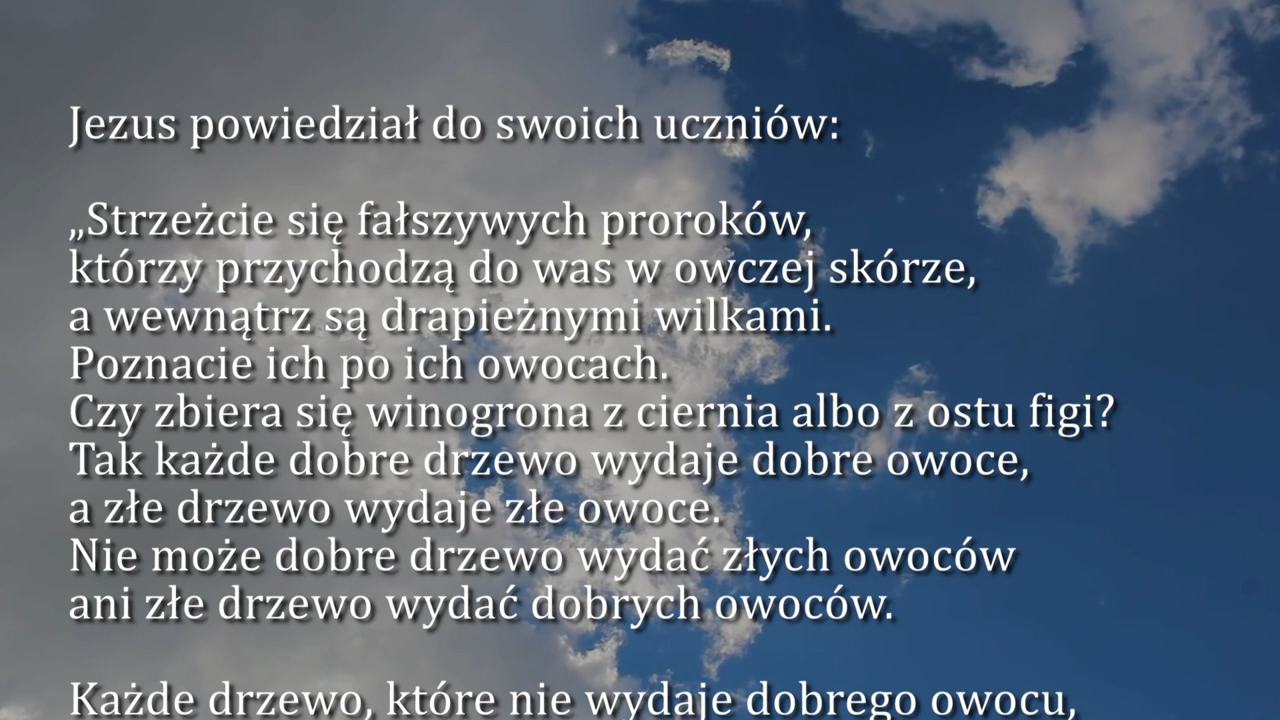 Jezus powiedział do swoich uczniów:
„Strzeżcie się fałszywych proroków,
którzy przychodzą do was w owczej skórze,
a wewnątrz są drapieżnymi wilkami.
Poznacie ich po ich owocach.
Czy zbiera się winogrona z ciernia albo z ostu figi?
Tak każde dobre drzewo wydaje dobre owoce,
a złe drzewo wydaje złe owoce.
Nie może dobre drzewo wydać złych owoców
ani złe drzewo wydać dobrych owoców.
Każde drzewo, które nie wydaje dobrego owocu,